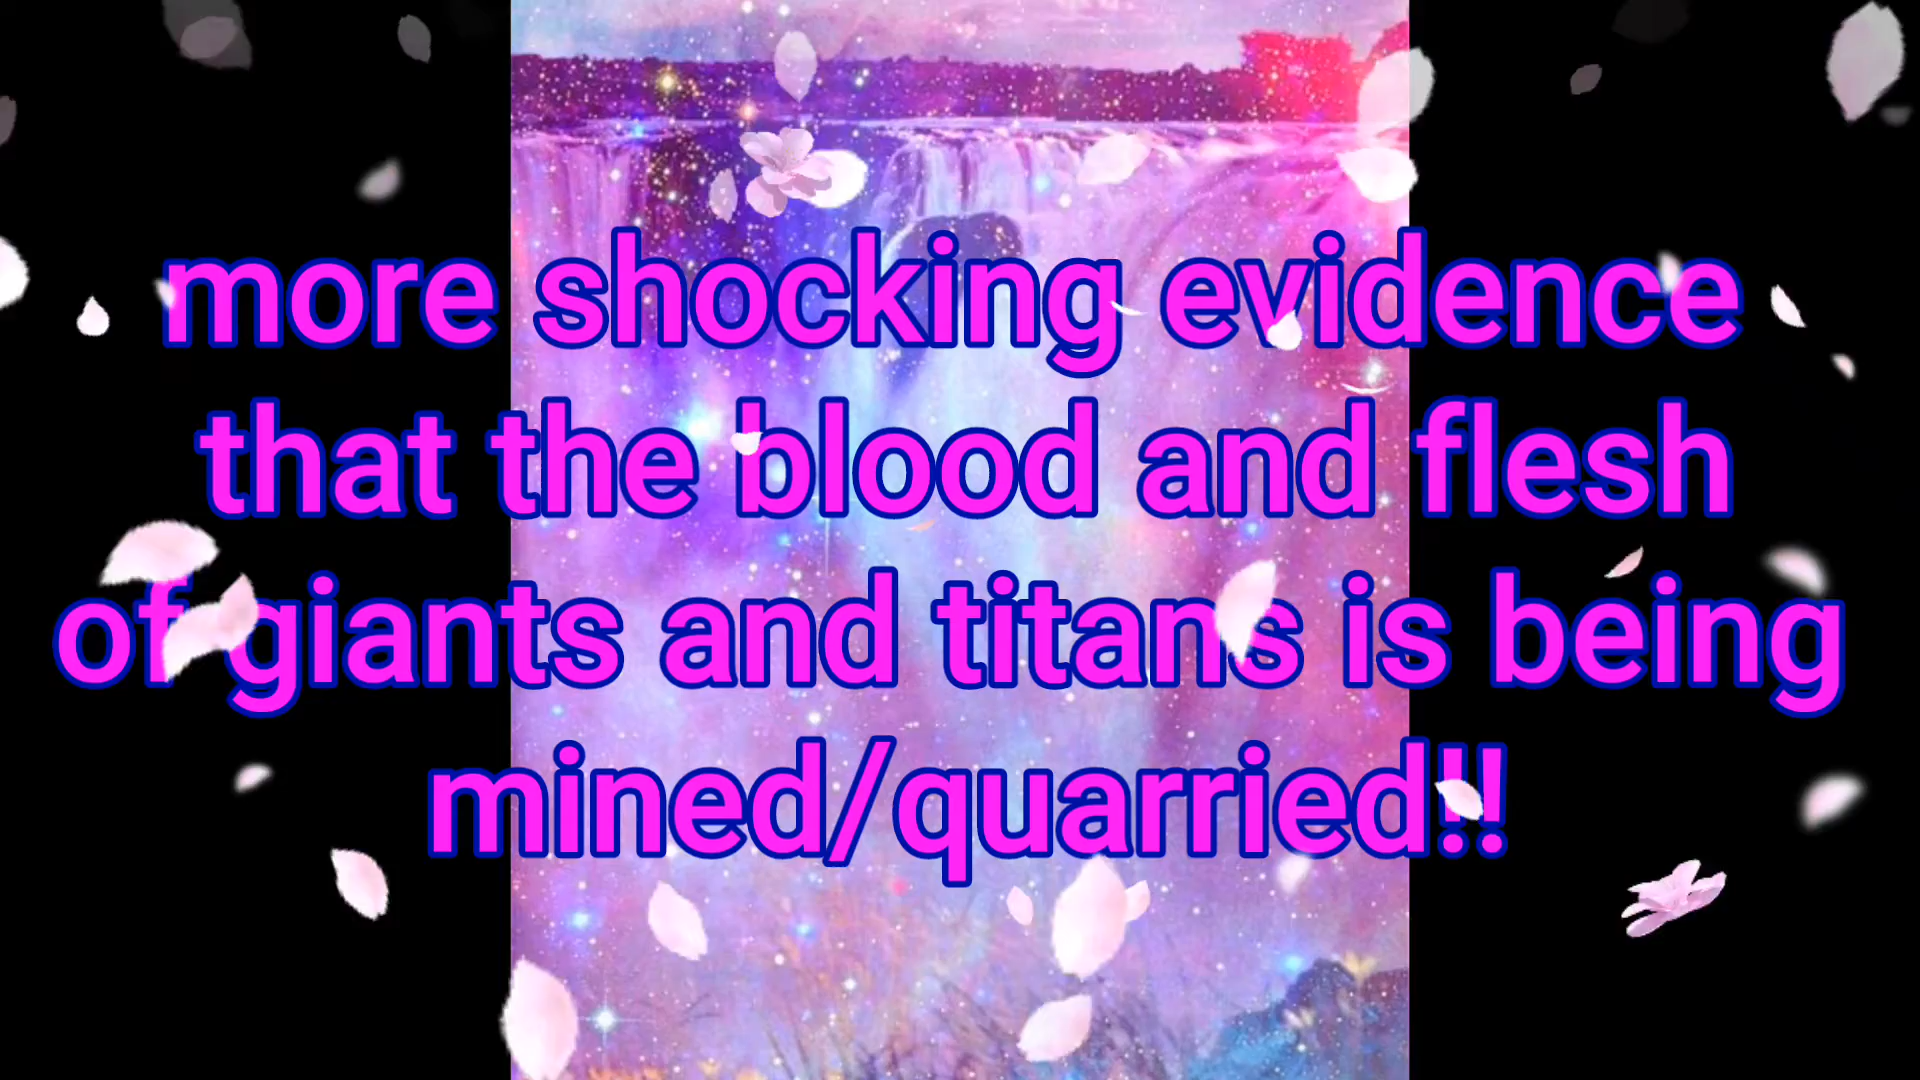 more shocking evidence
that the blood and flesh
of giants and titans is being
mined/quarried!!